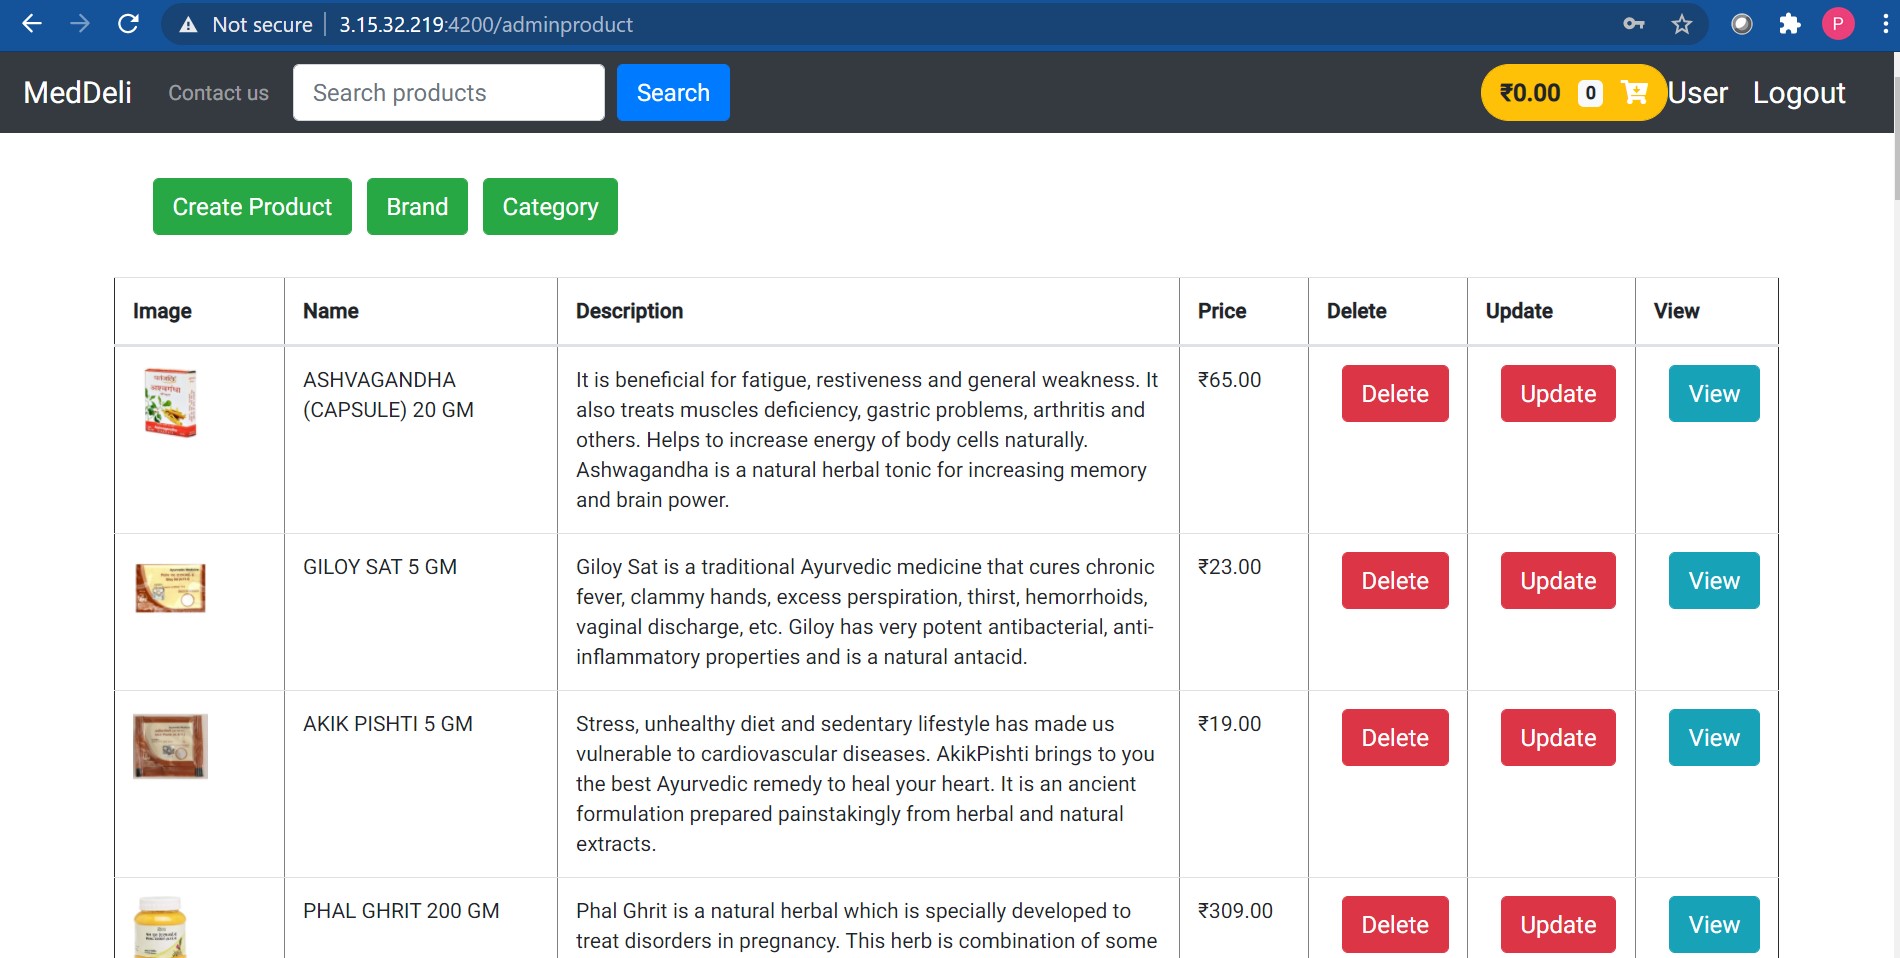 Not secure | 3.15.32.219:4200/adminproduct
P
MedDeli Contact us Search products Search ₹0.00 0 User Logout
Create Product Brand Category
Image Name Description Price Delete Update View
पतंजलि
अश्वगंधा
ASHVAGANDHA
(CAPSULE) 20 GM
It is beneficial for fatigue, restiveness and general weakness. It
also treats muscles deficiency, gastric problems, arthritis and
others. Helps to increase energy of body cells naturally.
Ashwagandha is a natural herbal tonic for increasing memory
and brain power.
₹65.00
Delete Update View
GILOY SAT 5 GM
Giloy Sat is a traditional Ayurvedic medicine that cures chronic
fever, clammy hands, excess perspiration, thirst, hemorrhoids,
vaginal discharge, etc. Giloy has very potent antibacterial, anti-
inflammatory properties and is a natural antacid.
₹23.00
Delete Update View
AKIK PISHTI 5 GM
Stress, unhealthy diet and sedentary lifestyle has made us
vulnerable to cardiovascular diseases. AkikPishti brings to you
the best Ayurvedic remedy to heal your heart. It is an ancient
formulation prepared painstakingly from herbal and natural
extracts.
₹19.00
Delete Update View
PHAL GHRIT 200 GM
Phal Ghrit is a natural herbal which is specially developed to
treat disorders in pregnancy. This herb is combination of some
₹309.00
Delete Update View